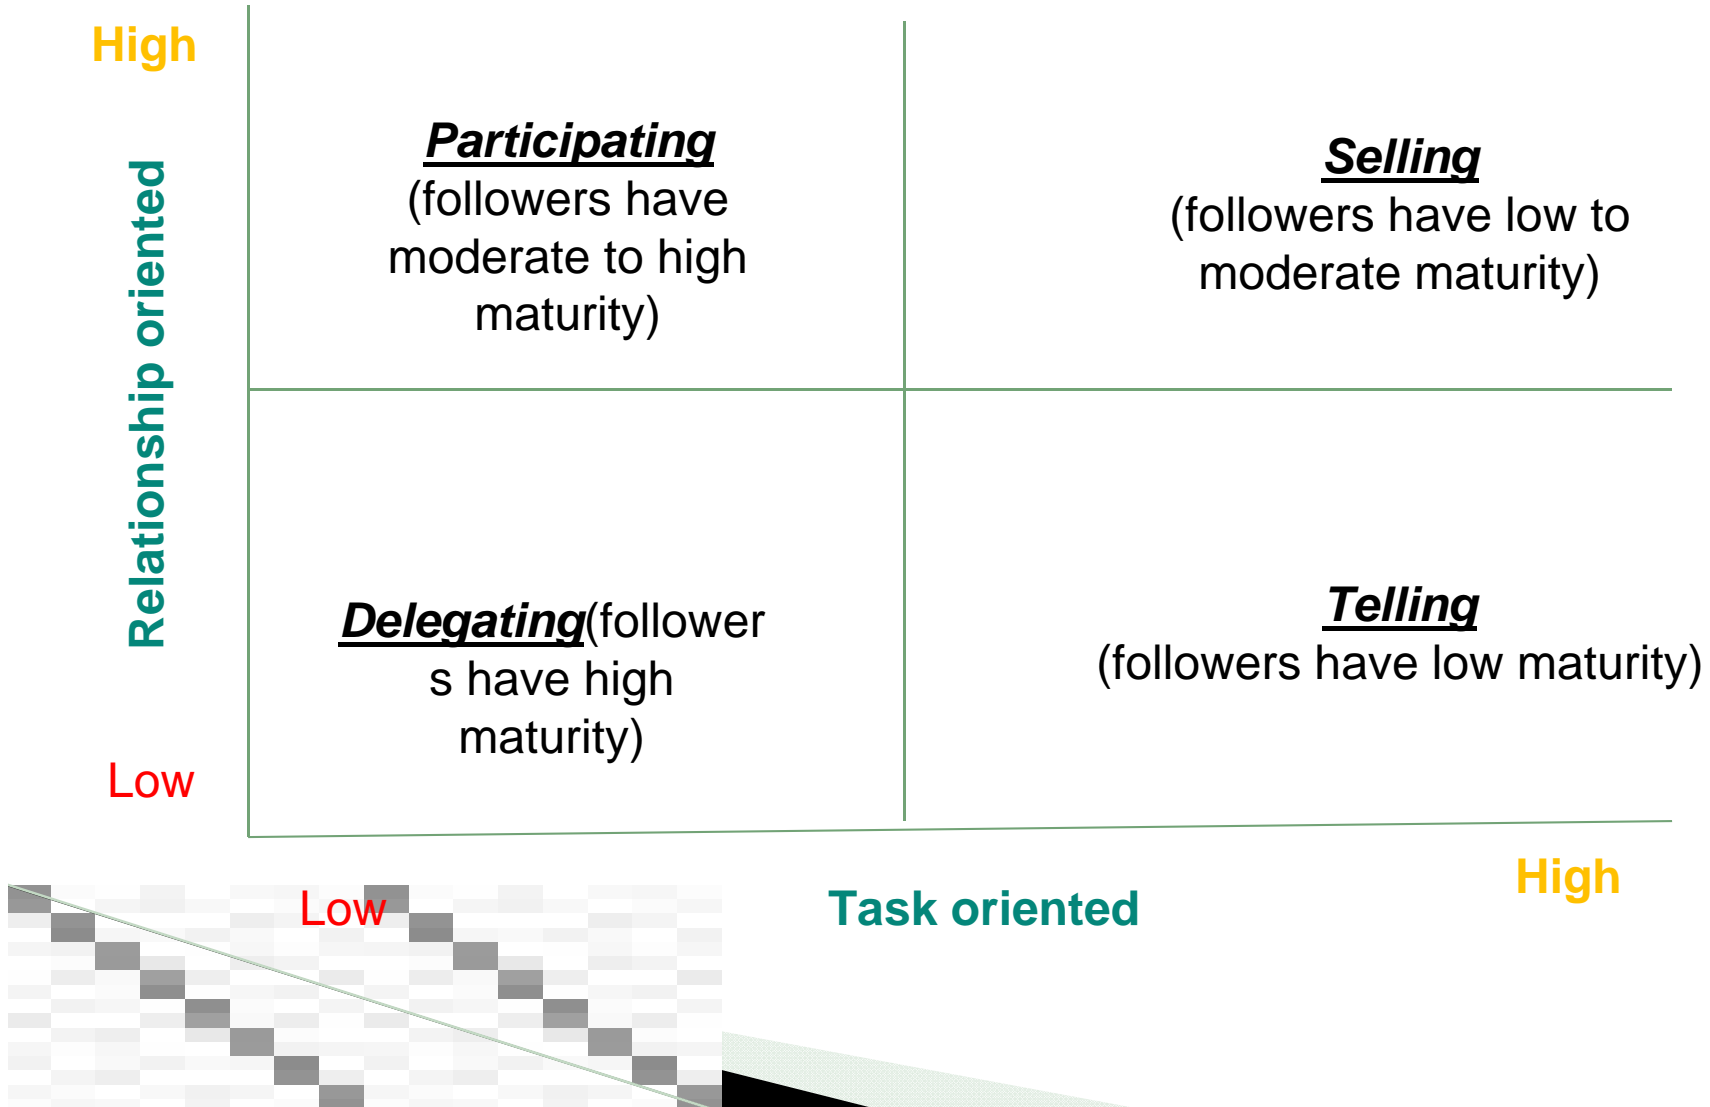 High
Participating
(followers have
moderate to high
maturity)
Selling
(followers have low to
moderate maturity)
Relationship oriented
Delegating(follower
s have high
maturity)
Telling
(followers have low maturity)
Low
Low
Task oriented
High